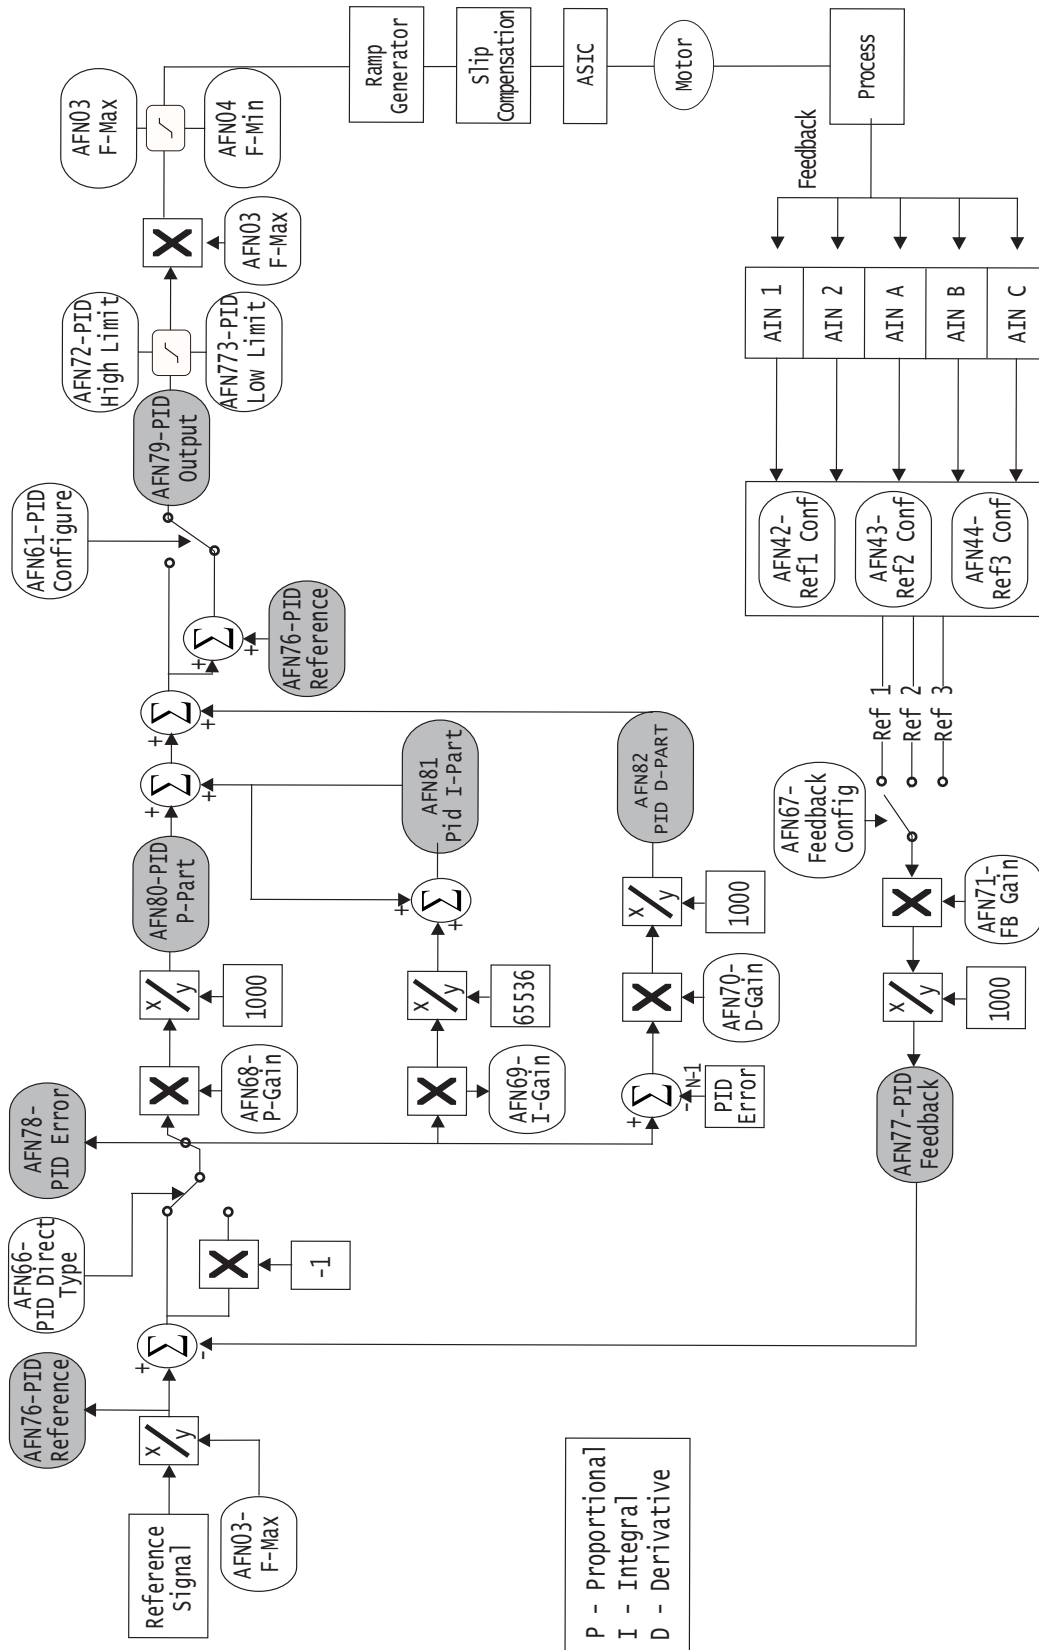 Reference
Signal
AFN03-
F-Max
x
y
AFN76-PID
Reference
+
Σ
-
AFN66-
PID Direct
Type
X
-1
AFN78-
PID Error
X
AFN68-
P-Gain
x
y
1000
AFN80-PID
P-Part
+
Σ
+
+
Σ
+
+
Σ
+
AFN76-PID
Reference
AFN61-PID
Configure
AFN79-PID
Output
AFN72-PID
High Limit
AFN773-PID
Low Limit
X
AFN03
F-Max
AFN03
F-Max
AFN04
F-Min
X
AFN69-
I-Gain
x
y
65536
+
Σ
+
AFN81
Pid I-Part
+
Σ
-
N-1
PID
Error
X
AFN70-
D-Gain
x
y
1000
AFN82
PID D-PART
Ramp
Generator
Slip
Compensation
ASIC
Motor
Process
Feedback
AIN 1
AIN 2
AIN A
AIN B
AIN C
AFN42-
Ref1 Conf
AFN43-
Ref2 Conf
AFN44-
Ref3 Conf
Ref 1
Ref 2
Ref 3
AFN67-
Feedback
Config
X
AFN71-
FB Gain
x
y
1000
AFN77-PID
Feedback
P - Proportional
I - Integral
D - Derivative